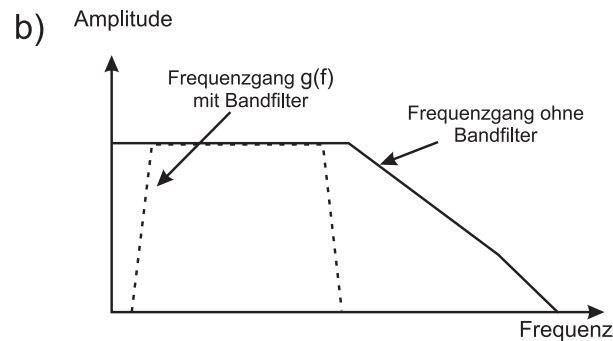 b)
Amplitude
Frequenzgang g(f)
mit Bandfilter
Frequenzgang ohne
Bandfilter
Frequenz